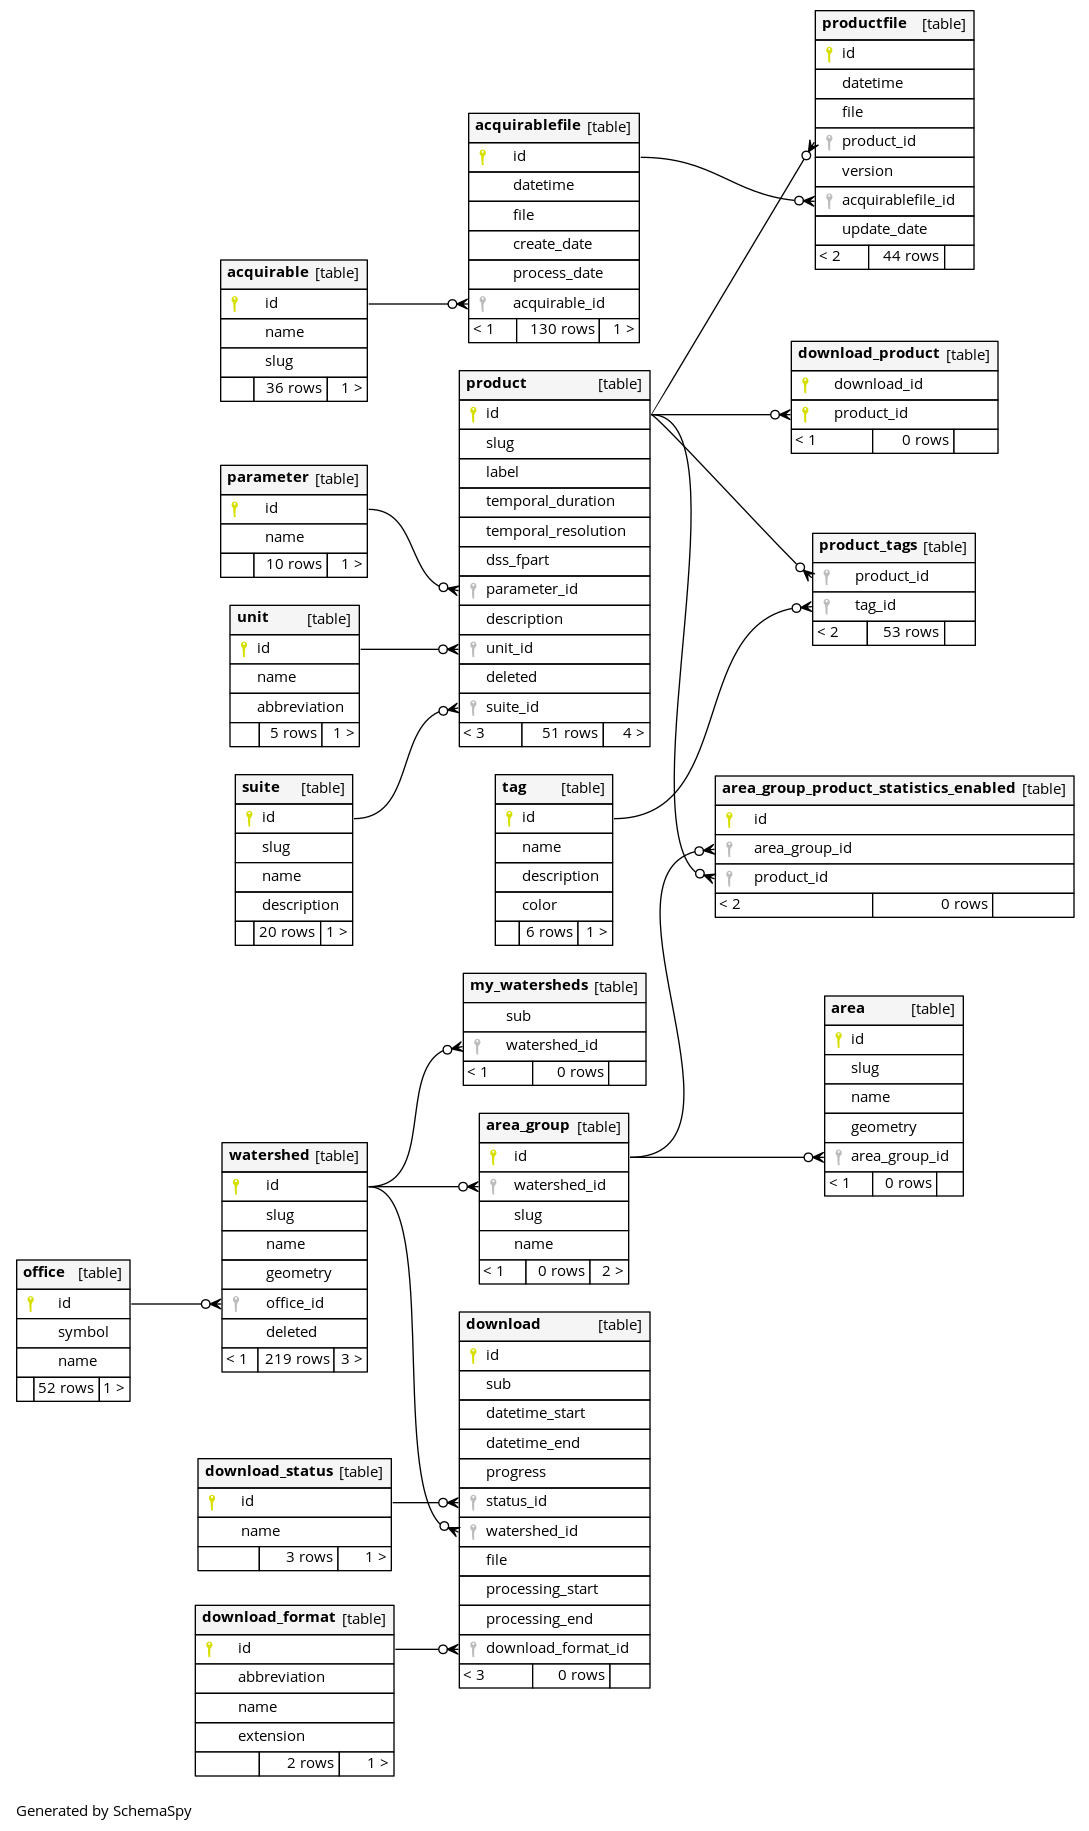 productfile [table]
id
datetime
file
product_id
version
acquirablefile_id
update_date
< 2 44 rows
acquirablefile [table]
id
datetime
file
create_date
process_date
acquirable_id
< 1 130 rows 1 >
acquirable [table]
id
name
slug
36 rows 1 >
download_product [table]
download_id
product_id
< 1 0 rows
product [table]
id
slug
label
temporal_duration
temporal_resolution
dss_fpart
parameter_id
description
unit_id
deleted
suite_id
< 3 51 rows 4 >
parameter [table]
id
name
10 rows 1 >
product_tags [table]
product_id
tag_id
< 2 53 rows
unit [table]
id
name
abbreviation
5 rows 1 >
suite [table]
id
slug
name
description
20 rows 1 >
tag [table]
id
name
description
color
6 rows 1 >
area_group_product_statistics_enabled [table]
id
area_group_id
product_id
< 2 0 rows
my_watersheds [table]
sub
watershed_id
< 1 0 rows
area [table]
id
slug
name
geometry
area_group_id
< 1 0 rows
area_group [table]
id
watershed_id
slug
name
< 1 0 rows 2 >
watershed [table]
id
slug
name
geometry
office_id
deleted
< 1 219 rows 3 >
office [table]
id
symbol
name
52 rows 1 >
download [table]
id
sub
datetime_start
datetime_end
progress
status_id
watershed_id
file
processing_start
processing_end
download_format_id
< 3 0 rows
download_status [table]
id
name
3 rows 1 >
download_format [table]
id
abbreviation
name
extension
2 rows 1 >
Generated by SchemaSpy